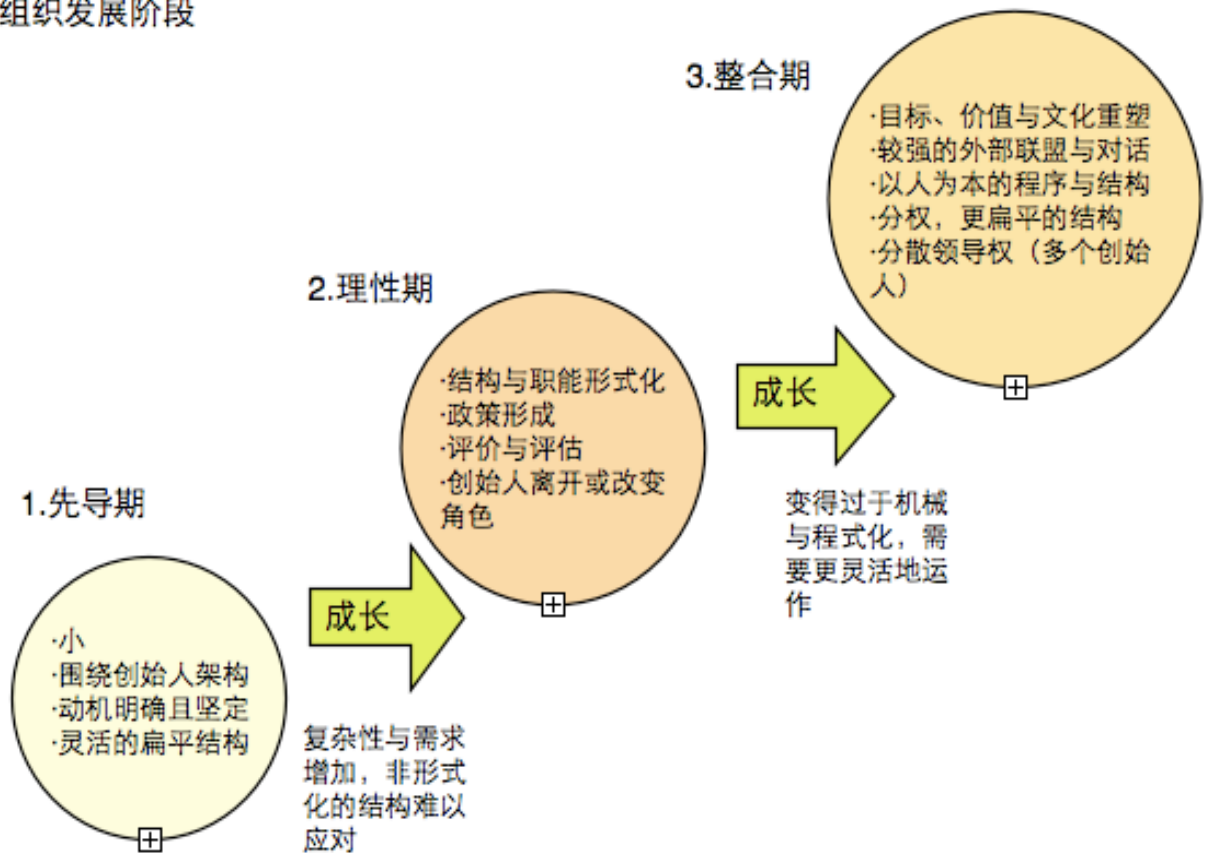 组织发展阶段
3.整合期
·目标、价值与文化重塑
·较强的外部联盟与对话
·以人为本的程序与结构
·分权，更扁平的结构
·分散领导权（多个创始
人）
2.理性期
·结构与职能形式化
·政策形成
·评价与评估
·创始人离开或改变
角色
成长
变得过于机械
与程式化，需
要更灵活地运
作
1.先导期
·小
·围绕创始人架构
·动机明确且坚定
·灵活的扁平结构
成长
复杂性与需求
增加，非形式
化的结构难以
应对